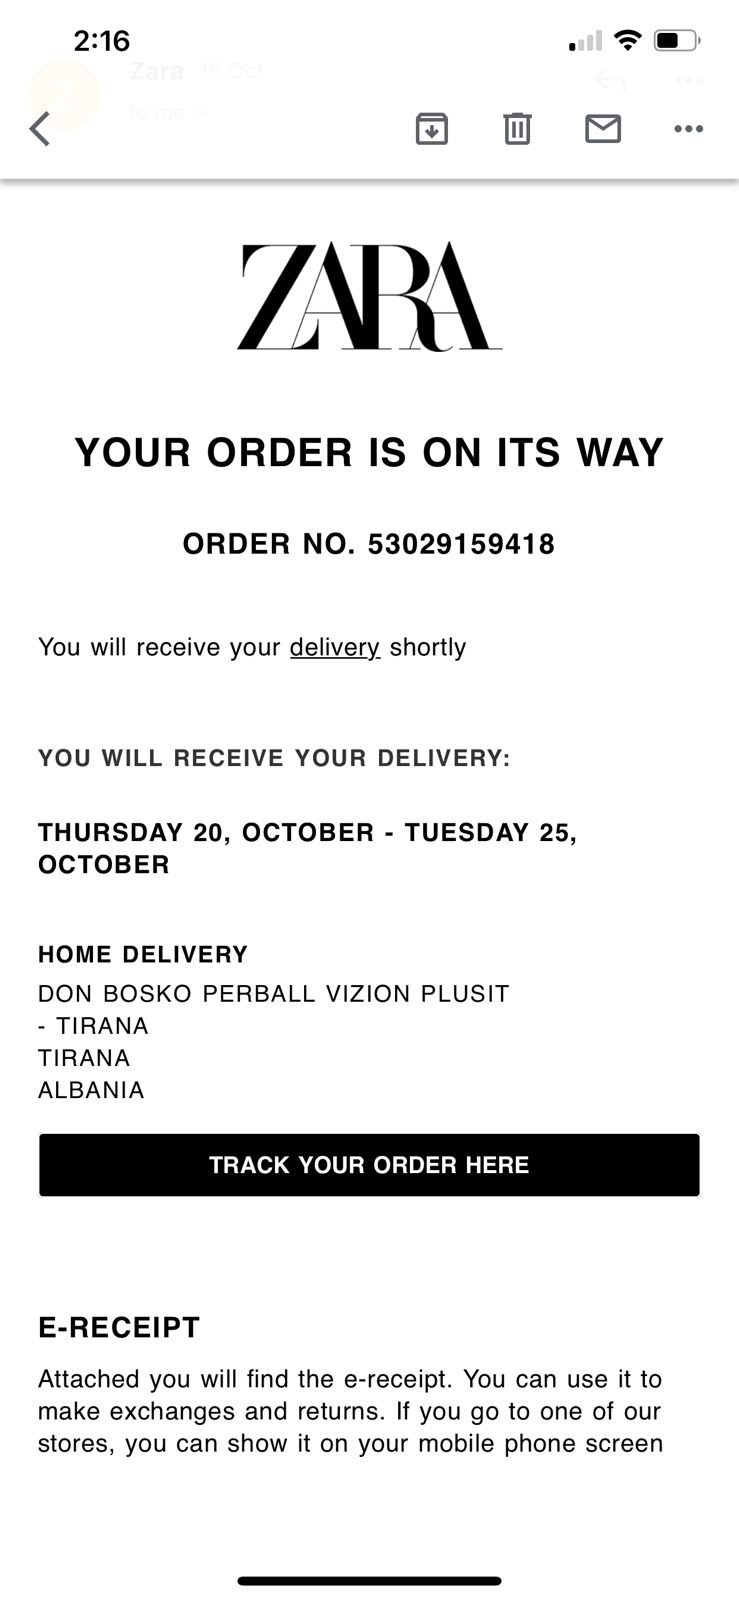 2:16
Zara 18 Oct
to me
ZARA
YOUR ORDER IS ON ITS WAY
ORDER NO. 53029159418
You will receive your delivery shortly
YOU WILL RECEIVE YOUR DELIVERY:
THURSDAY 20, OCTOBER - TUESDAY 25,
OCTOBER
HOME DELIVERY
DON BOSKO PERBALL VIZION PLUSIT
- TIRANA
TIRANA
ALBANIA
TRACK YOUR ORDER HERE
E-RECEIPT
Attached you will find the e-receipt. You can use it to
make exchanges and returns. If you go to one of our
stores, you can show it on your mobile phone screen